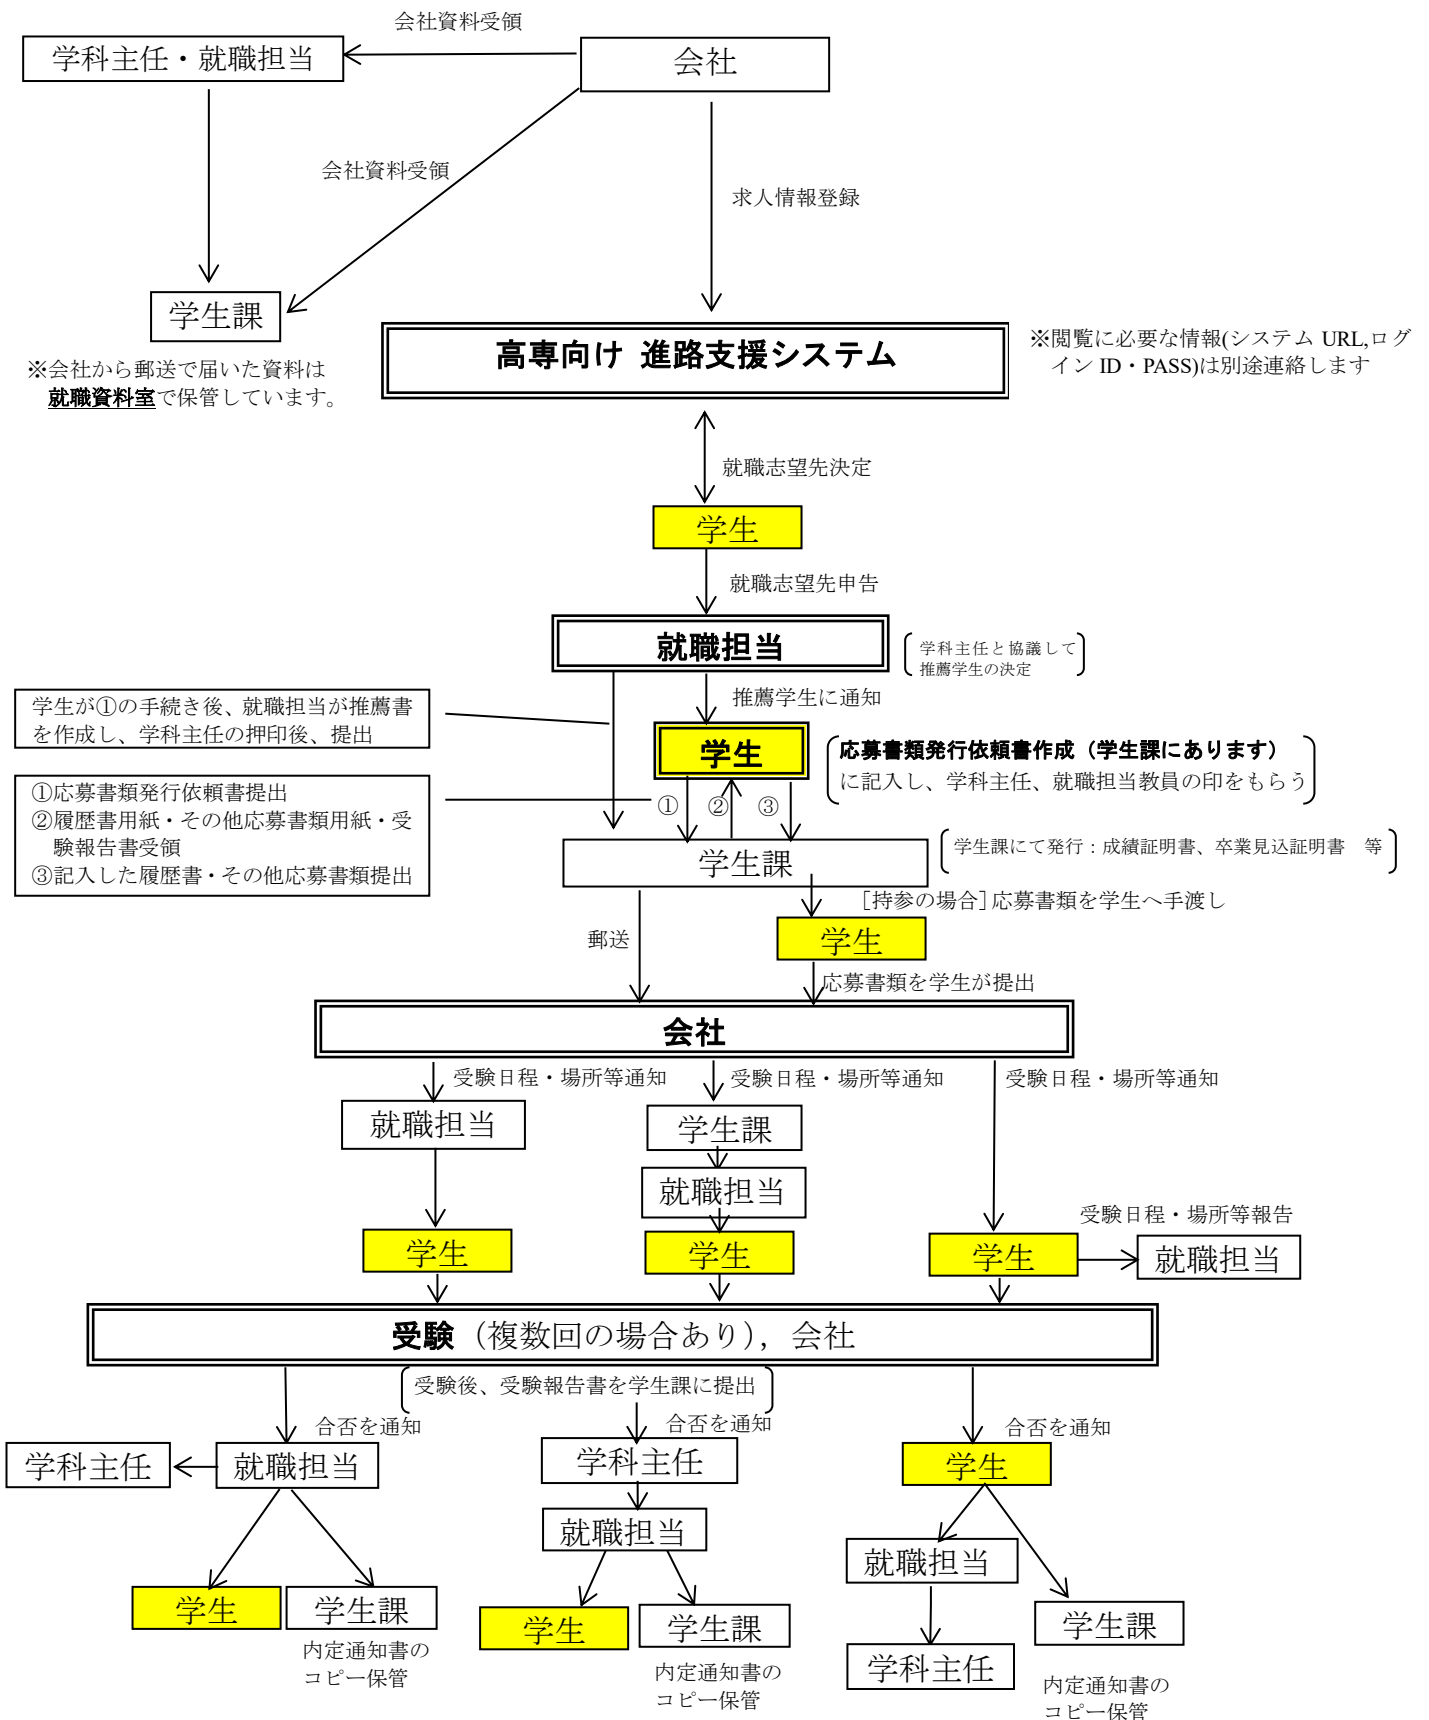 会社資料受領
学科主任・就職担当
会社
会社資料受領
求人情報登録
学生課
※会社から郵送で届いた資料は
就職資料室で保管しています。
高専向け 進路支援システム
※閲覧に必要な情報(システム URL,ログ
イン ID・PASS)は別途連絡します
就職志望先決定
学生
就職志望先申告
就職担当
学科主任と協議して
推薦学生の決定
推薦学生に通知
学生が①の手続き後、就職担当が推薦書
を作成し、学科主任の押印後、提出
学生
応募書類発行依頼書作成（学生課にあります）
に記入し、学科主任、就職担当教員の印をもらう
①応募書類発行依頼書提出
②履歴書用紙・その他応募書類用紙・受
験報告書受領
③記入した履歴書・その他応募書類提出
① ② ③
学生課
学生課にて発行：成績証明書、卒業見込証明書　等
［持参の場合］応募書類を学生へ手渡し
郵送
学生
応募書類を学生が提出
会社
受験日程・場所等通知
受験日程・場所等通知
受験日程・場所等通知
就職担当
学生課
就職担当
受験日程・場所等報告
学生
学生
学生
就職担当
受験（複数回の場合あり），会社
受験後、受験報告書を学生課に提出
合否を通知
合否を通知
合否を通知
学科主任
就職担当
学科主任
学生
就職担当
就職担当
学生
学生課
学生
学生課
学生課
内定通知書の
コピー保管
学科主任
内定通知書の
コピー保管
内定通知書の
コピー保管